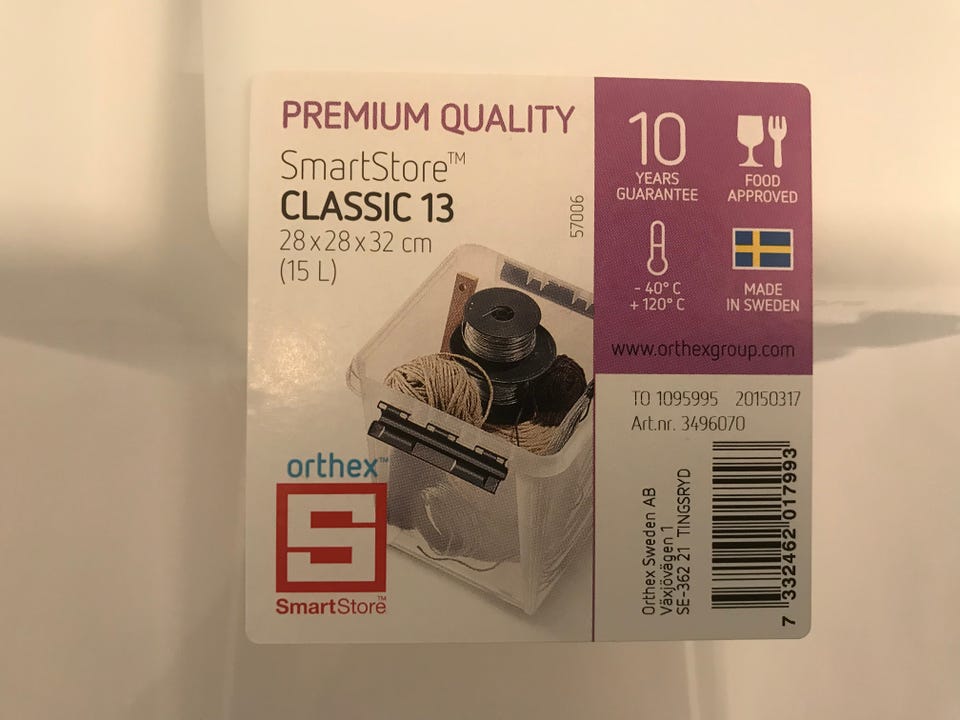 PREMIUM QUALITY
SmartStore™
CLASSIC 13
28 x 28 x 32 cm
(15 L)
57006
orthex™
S
SmartStore™
10
YEARS
GUARANTEE
FOOD
APPROVED
- 40° C
+ 120° C
MADE
IN SWEDEN
www.orthexgroup.com
TO 1095995 20150317
Art.nr. 3496070
Orthex Sweden AB
Växjövägen 1
SE-362 21 TINGSRYD
7 332462 017993